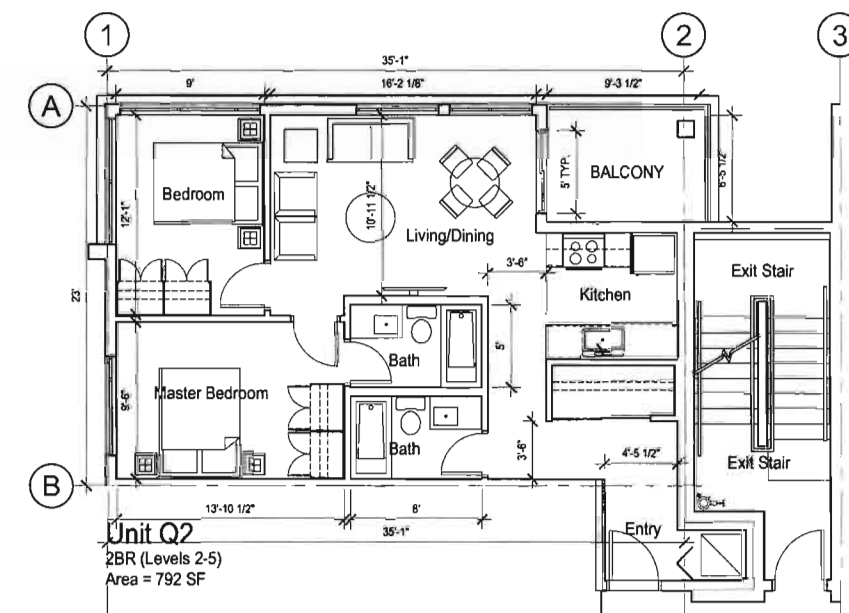 1
2
3
35'-1"
9'
16'-2 1/8"
9'-3 1/2"
A
5' TYP.
BALCONY
6'-5 1/2"
Bedroom
12'-1"
10'-11 1/2"
Living/Dining
3'-6"
Exit Stair
Kitchen
23'
5'
Bath
Master Bedroom
9'-6"
Bath
3'-6"
4'-5 1/2"
Exit Stair
B
13'-10 1/2"
8'
Entry
35'-1"
Unit Q2
2BR (Levels 2-5)
Area = 792 SF